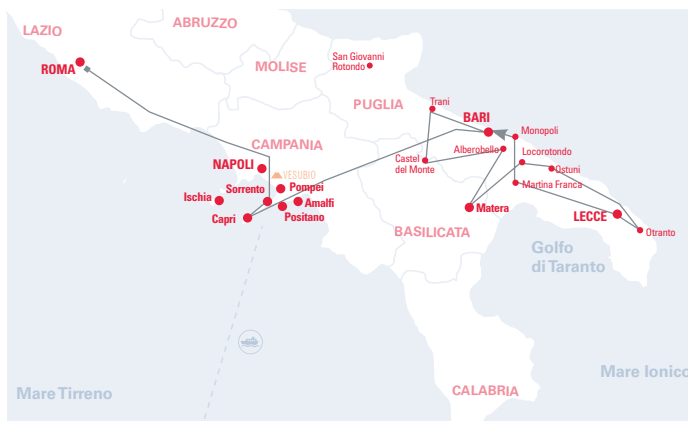 LAZIO
ABRUZZO
ROMA
MOLISE
San Giovanni
Rotondo
PUGLIA
Trani
BARI
Monopoli
CAMPANIA
Alberobello
Locorotondo
NAPOLI
VESUBIO
Castel
del Monte
Ostuni
Pompei
Martina Franca
Sorrento
Ischia
Amalfi
Capri
Positano
Matera
LECCE
BASILICATA
Otranto
Golfo
di Taranto
Mare Ionico
Mare Tirreno
CALABRIA